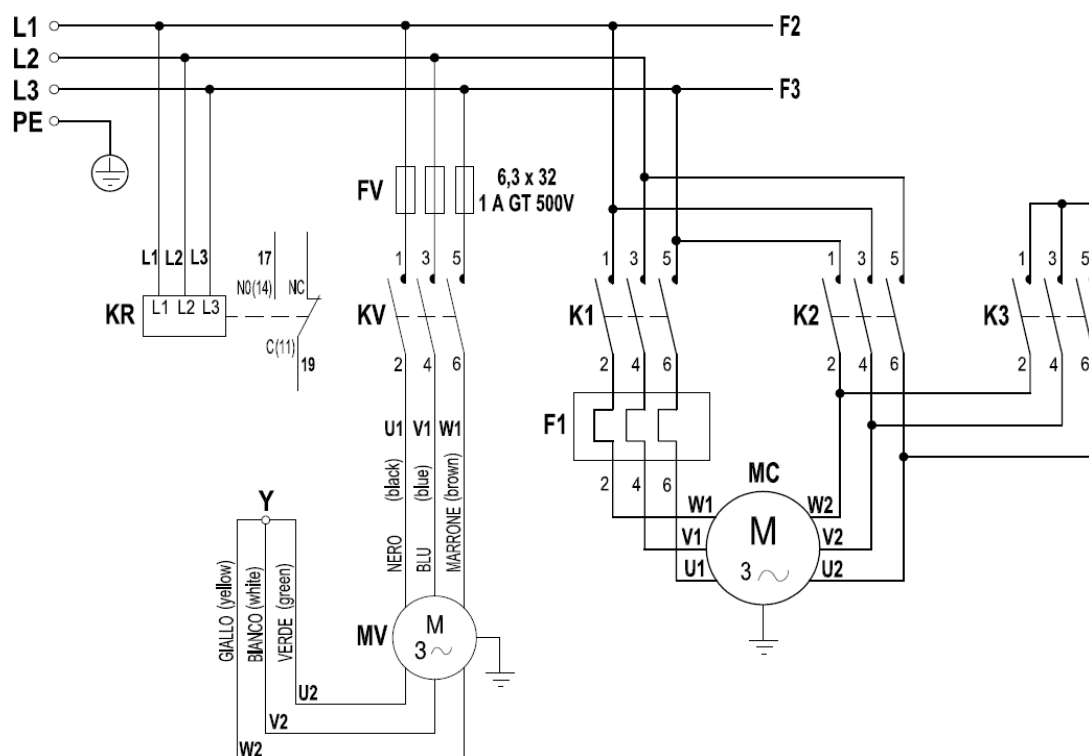 L1 F2
L2
L3 F3
PE
FV 6,3 x 32
1 A GT 500V
L1 L2 L3 17
N0(14) NC
1 3 5 1 3 5 1 3 5 1 3 5
KR L1 L2 L3 KV K1 K2 K3
C(11)
19
2 4 6 2 4 6 2 4 6 2 4 6
F1
U1 V1 W1
2 4 6
MC
NERO (black)
BLU (blue)
MARRONE (brown)
Y
W1 W2
V1 M V2
U1 3 U2
GIALLO (yellow)
BIANCO (white)
VERDE (green)
MV M
3
U2
V2
W2